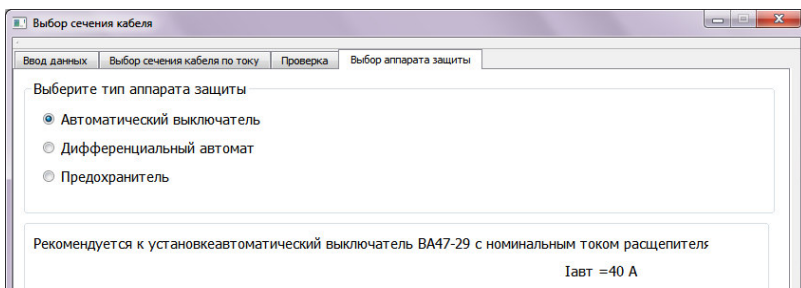 Выбор сечения кабеля
Ввод данных Выбор сечения кабеля по току Проверка Выбор аппарата защиты
Выберите тип аппарата защиты
Автоматический выключатель
Дифференциальный автомат
Предохранитель
Рекомендуется к установкеавтоматический выключатель ВА47-29 с номинальным током расщепителя
Iавт =40 А